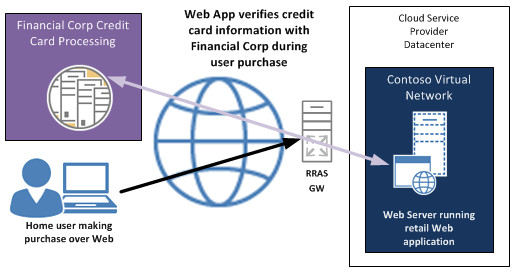 Financial Corp Credit
Card Processing
Web App verifies credit
card information with
Financial Corp during
user purchase
Cloud Service
Provider
Datacenter
Contoso Virtual
Network
RRAS
GW
Home user making
purchase over Web
Web Server running
retail Web
application